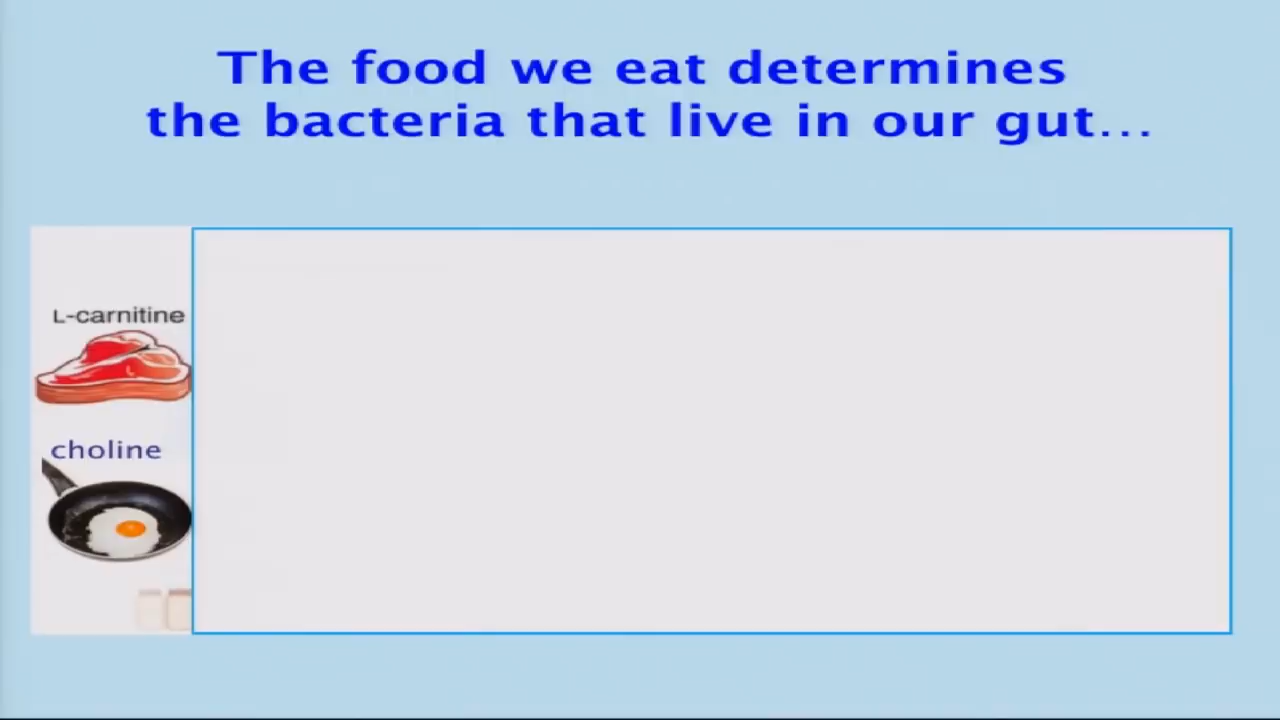 The food we eat determines
the bacteria that live in our gut...
L-carnitine
choline